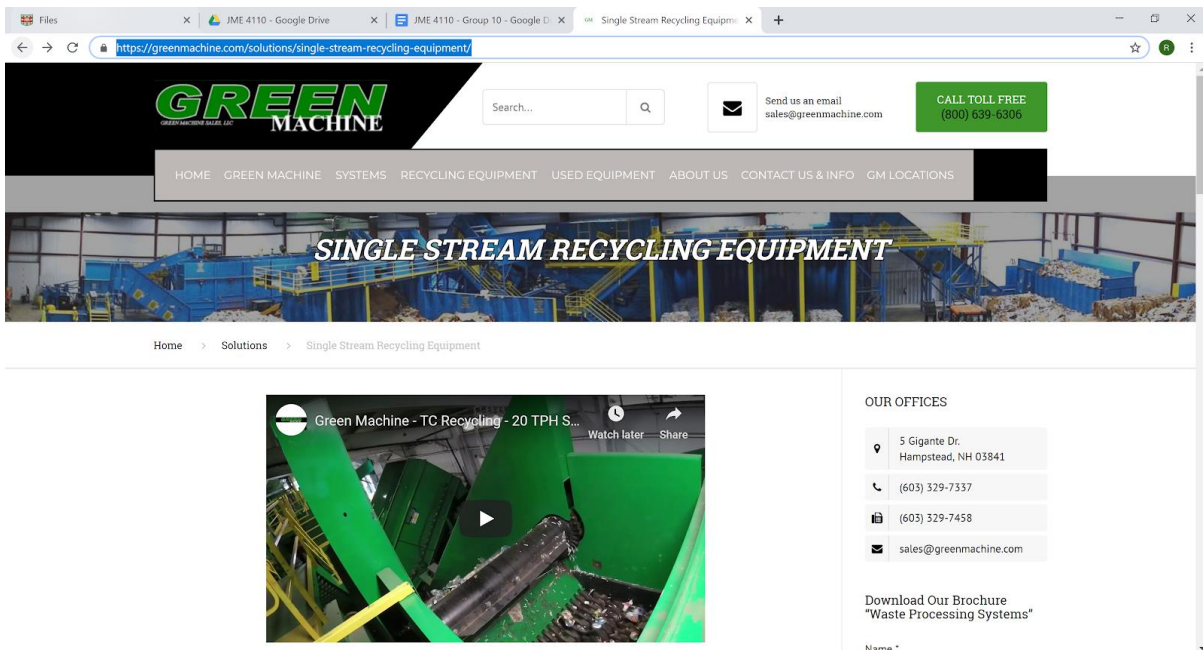 Files
JME 4110 - Google Drive
JME 4110 - Group 10 - Google D
Single Stream Recycling Equipme
https://greenmachine.com/solutions/single-stream-recycling-equipment/
R
GREEN
GREEN MACHINE SALES, LLC
MACHINE
Search...
Send us an email
sales@greenmachine.com
CALL TOLL FREE
(800) 639-6306
HOME GREEN MACHINE SYSTEMS RECYCLING EQUIPMENT USED EQUIPMENT ABOUT US CONTACT US & INFO GM LOCATIONS
SINGLE STREAM RECYCLING EQUIPMENT
Home > Solutions > Single Stream Recycling Equipment
Green Machine - TC Recycling - 20 TPH S...
Watch later Share
OUR OFFICES
5 Gigante Dr.
Hampstead, NH 03841
(603) 329-7337
(603) 329-7458
sales@greenmachine.com
Download Our Brochure
"Waste Processing Systems"
Name *